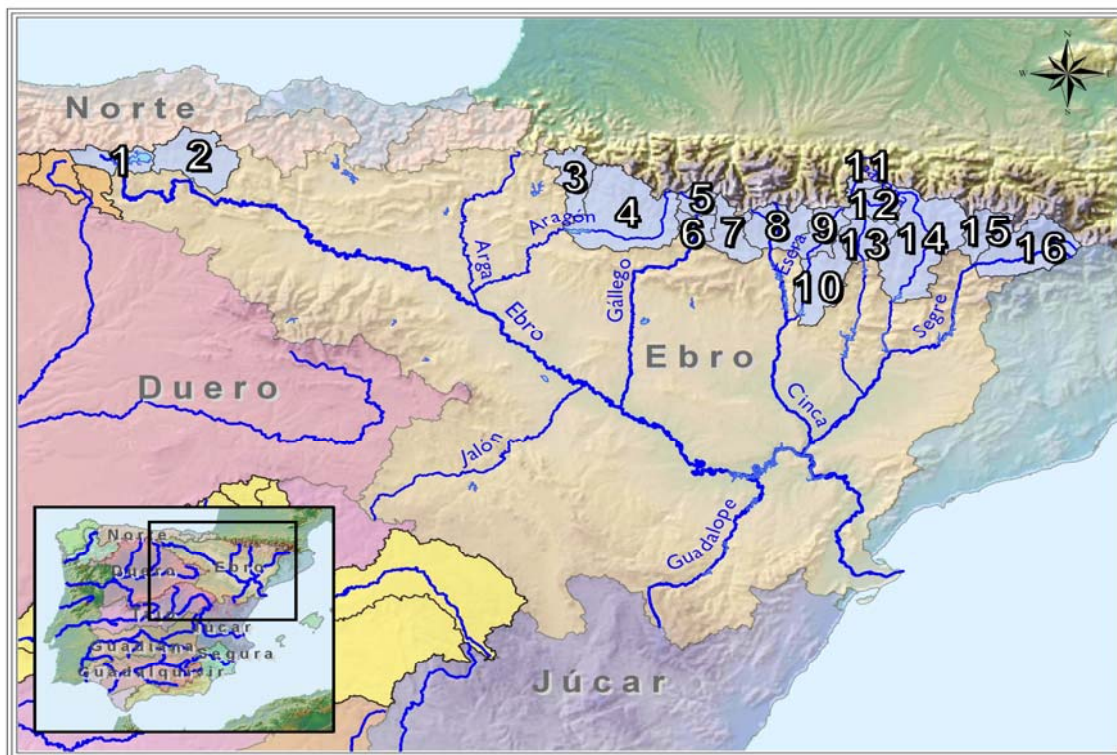 N
W E
S
Norte
1
2
3
4
5
6
7
8
9
10
11
12
13
14
15
16
Aragón
Arga
Gállego
Esera
Segre
Ebro
Ebro
Cinca
Duero
Jalón
Guadalope
Júcar
Norte
Duero
Ebro
Júcar
Guadiana
Segura
Guadalquivir